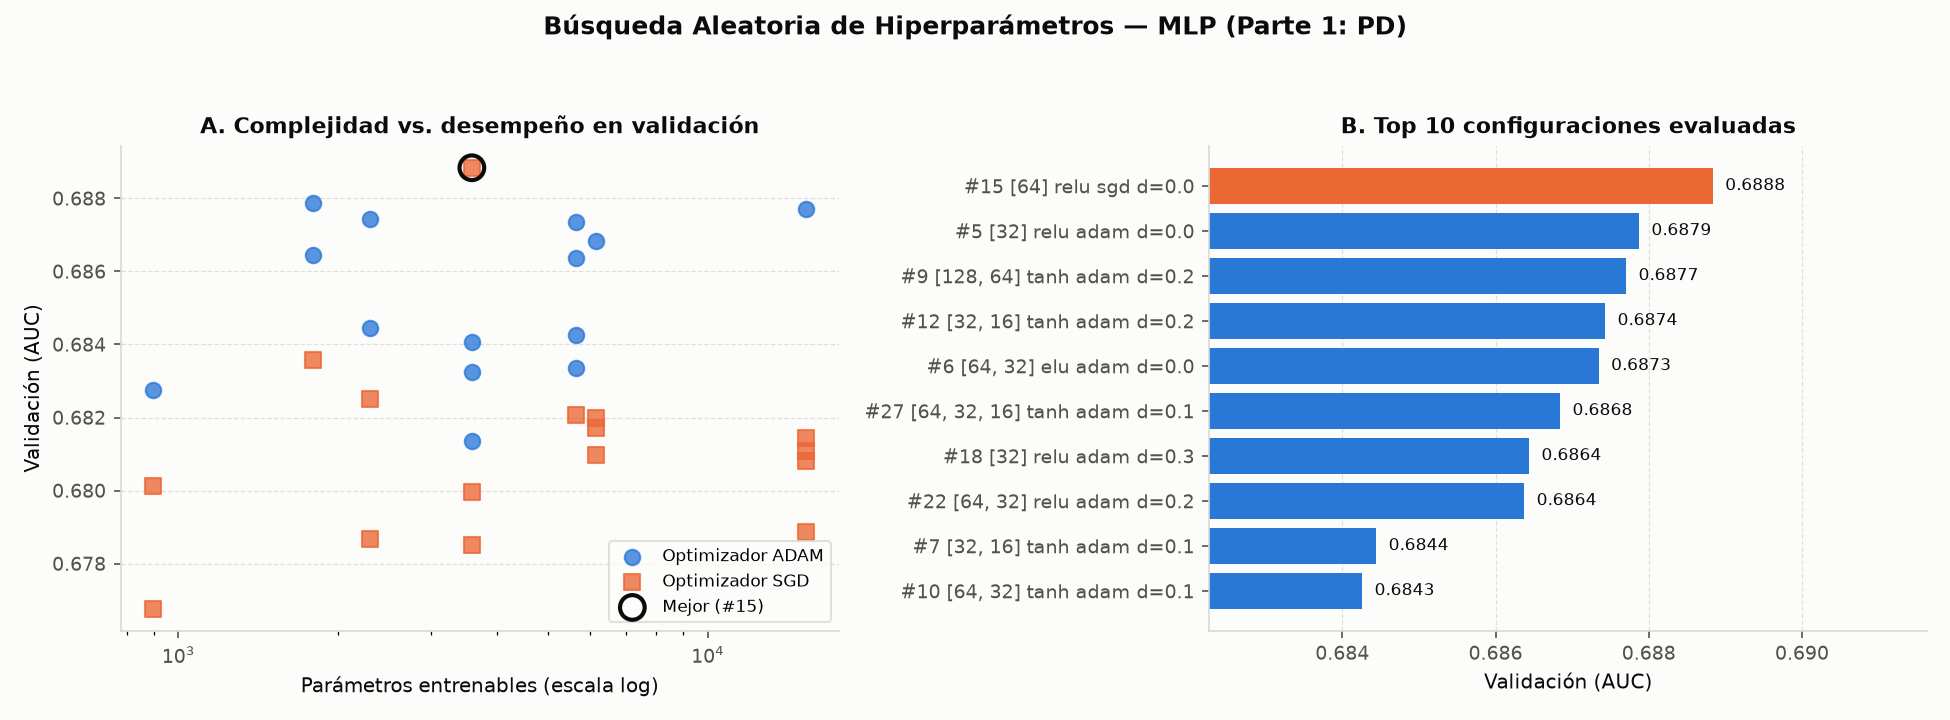 Búsqueda Aleatoria de Hiperparámetros — MLP (Parte 1: PD)
A. Complejidad vs. desempeño en validación
Validación (AUC)
0.688
0.686
0.684
0.682
0.680
0.678
10³
10⁴
Parámetros entrenables (escala log)
Optimizador ADAM
Optimizador SGD
Mejor (#15)
B. Top 10 configuraciones evaluadas
#15 [64] relu sgd d=0.0 0.6888
#5 [32] relu adam d=0.0 0.6879
#9 [128, 64] tanh adam d=0.2 0.6877
#12 [32, 16] tanh adam d=0.2 0.6874
#6 [64, 32] elu adam d=0.0 0.6873
#27 [64, 32, 16] tanh adam d=0.1 0.6868
#18 [32] relu adam d=0.3 0.6864
#22 [64, 32] relu adam d=0.2 0.6864
#7 [32, 16] tanh adam d=0.1 0.6844
#10 [64, 32] tanh adam d=0.1 0.6843
0.684 0.686 0.688 0.690
Validación (AUC)